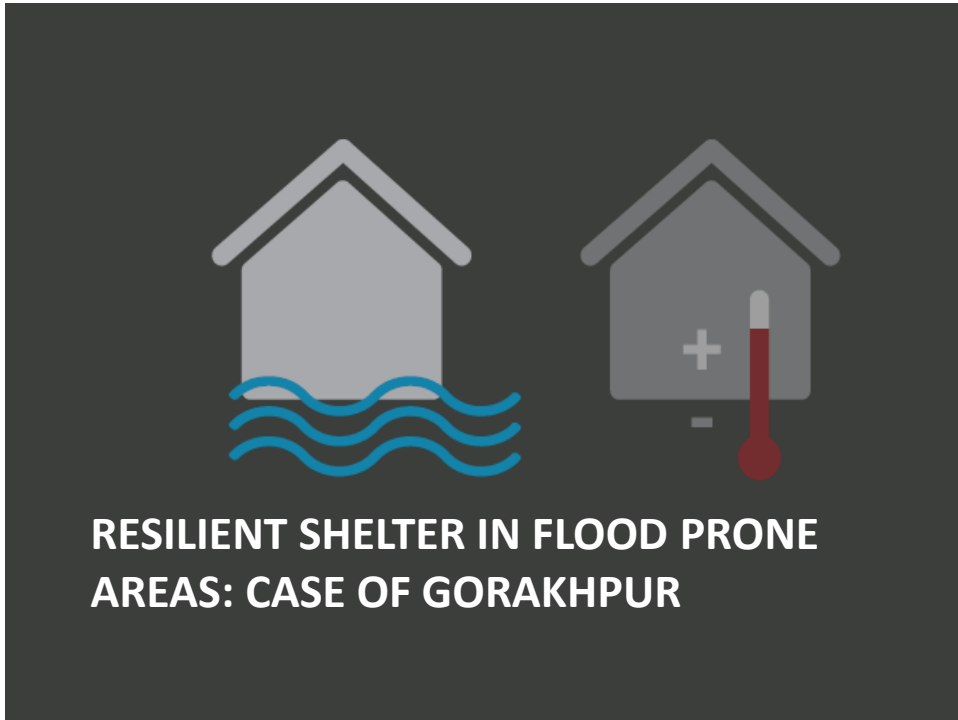 +
-
RESILIENT SHELTER IN FLOOD PRONE
AREAS: CASE OF GORAKHPUR